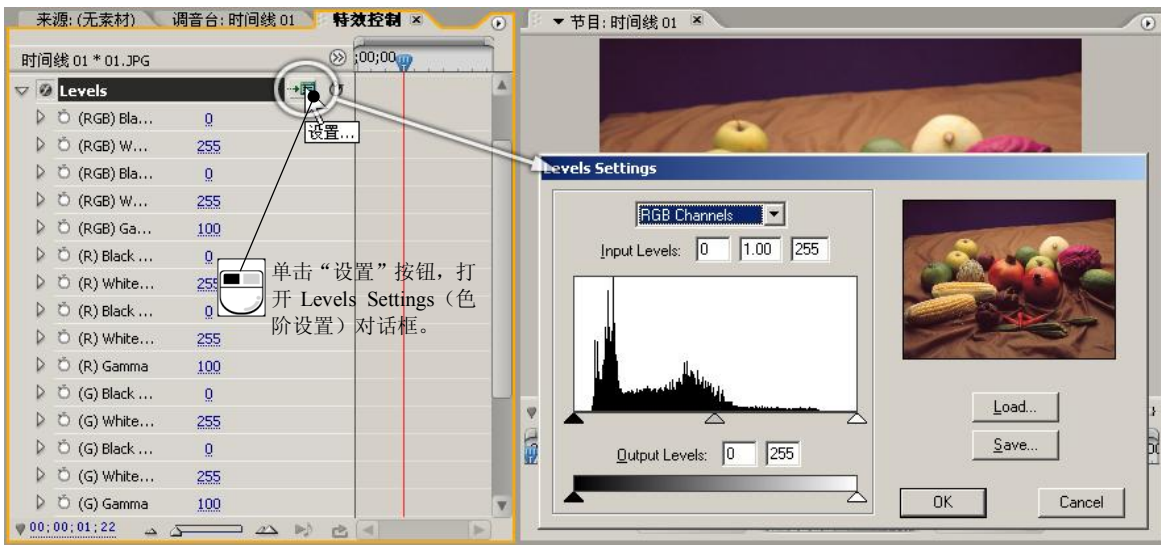 来源: (无素材)
调音台: 时间线 01
特效控制
节目: 时间线 01
时间线 01 * 01.JPG
;00;00
Levels
设置...
(RGB) Bla... 0
(RGB) W... 255
(RGB) Bla... 0
(RGB) W... 255
(RGB) Ga... 100
(R) Black ... 0
(R) White... 255
(R) Black ... 0
(R) White... 255
(R) Gamma 100
(G) Black ... 0
(G) White... 255
(G) Black ... 0
(G) White... 255
(G) Gamma 100
00;00;01;22
单击“设置”按钮，打
开 Levels Settings（色
阶设置）对话框。
Levels Settings
RGB Channels
Input Levels: 0 1.00 255
Output Levels: 0 255
Load...
Save...
OK
Cancel